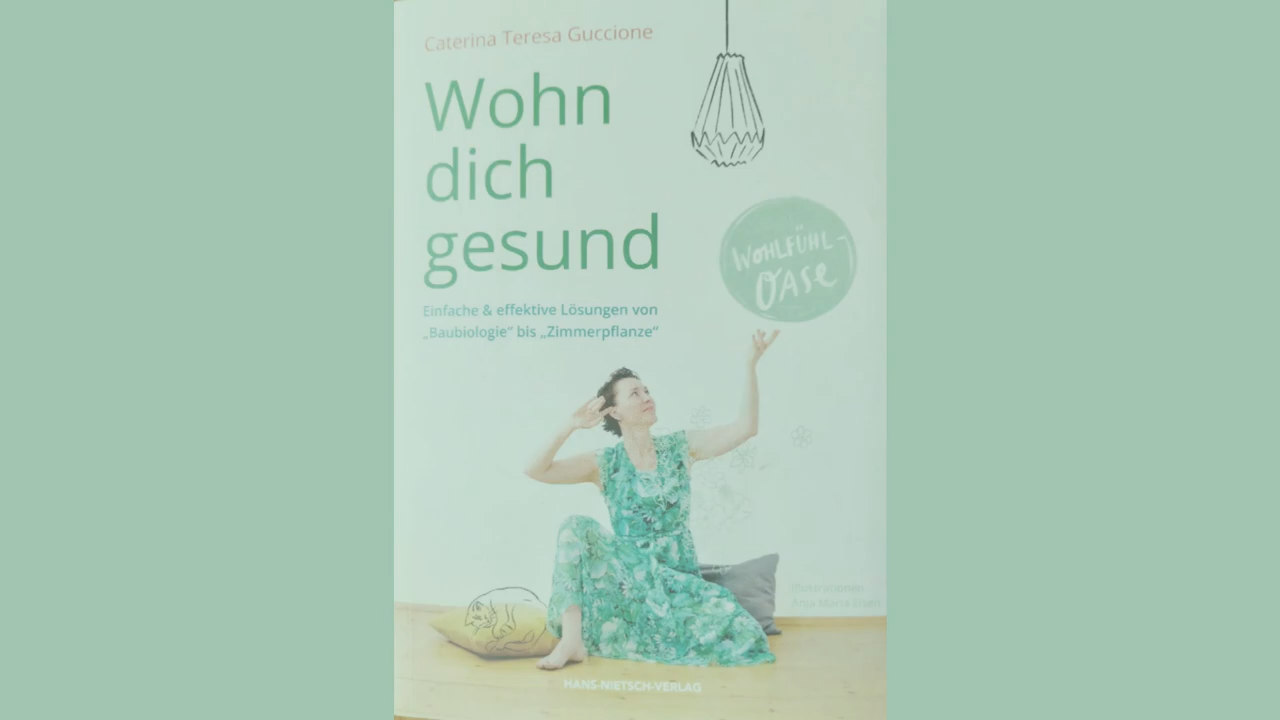 Caterina Teresa Guccione
Wohn
dich
gesund
WOHLFÜHL-
OASe
Einfache & effektive Lösungen von
„Baubiologie“ bis „Zimmerpflanze“
Illustrationen
HANS-NIETSCH-VERLAG